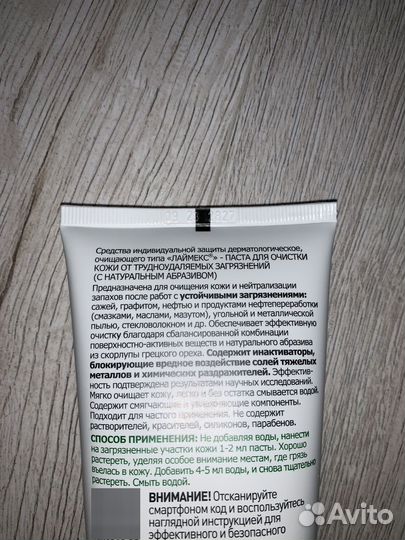 Средства индивидуальной защиты дерматологическое,
очищающего типа «ЛАЙМЕКС®» - ПАСТА ДЛЯ ОЧИСТКИ
КОЖИ ОТ ТРУДНОУДАЛЯЕМЫХ ЗАГРЯЗНЕНИЙ
(С НАТУРАЛЬНЫМ АБРАЗИВОМ)
Предназначена для очищения кожи и нейтрализации
запахов после работ с устойчивыми загрязнениями:
сажей, графитом, нефтью и продуктами нефтепереработки
(смазками, маслами, мазутом), угольной и металлической
пылью, стекловолокном и др. Обеспечивает эффективную
очистку благодаря сбалансированной комбинации
поверхностно-активных веществ и натурального абразива
из скорлупы грецкого ореха. Содержит инактиваторы,
блокирующие вредное воздействие солей тяжелых
металлов и химических раздражителей. Эффектив-
ность подтверждена результатами научных исследований.
Мягко очищает кожу, легко и без остатка смывается водой.
Содержит смягчающие и увлажняющие компоненты.
Подходит для частого применения. Не содержит
растворителей, красителей, силиконов, парабенов.
СПОСОБ ПРИМЕНЕНИЯ: Не добавляя воды, нанести
на загрязненные участки кожи 1-2 мл пасты. Хорошо
растереть, уделяя особое внимание местам, где грязь
въелась в кожу. Добавить 4-5 мл воды, и снова тщательно
растереть. Смыть водой.
ВНИМАНИЕ! Отсканируйте
смартфоном код и воспользуйтесь
наглядной инструкцией для
эффективного и безопасного
Avito